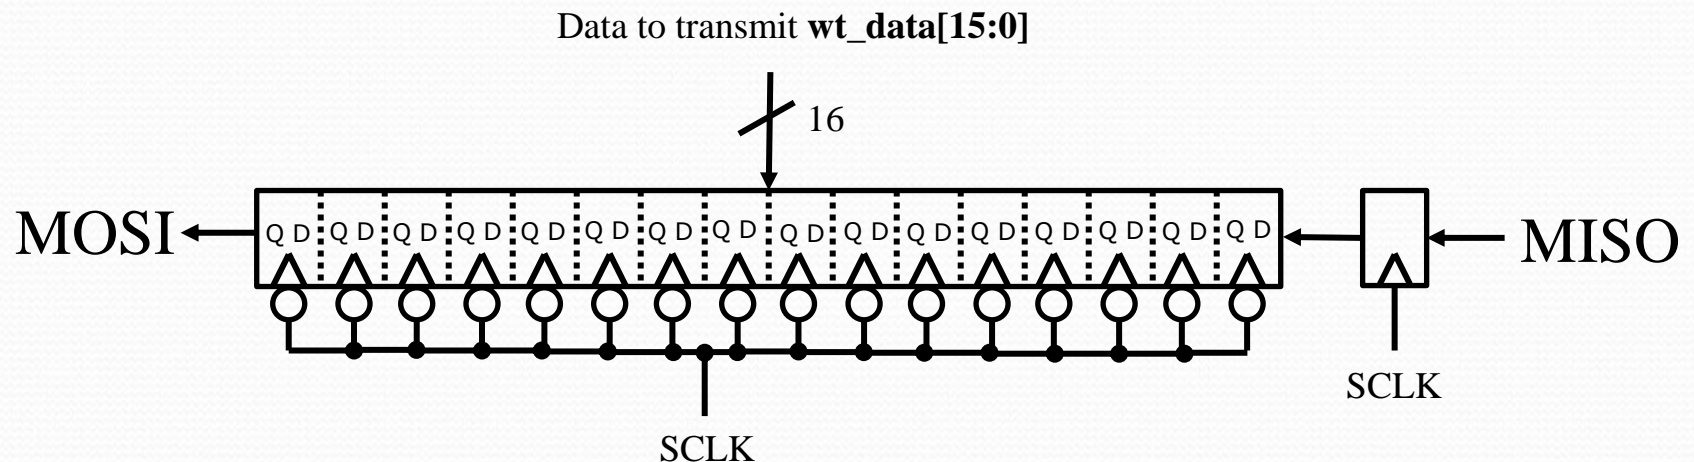 Data to transmit wt_data[15:0]
16
MOSI
Q D Q D Q D Q D Q D Q D Q D Q D Q D Q D Q D Q D Q D Q D Q D Q D
MISO
SCLK
SCLK